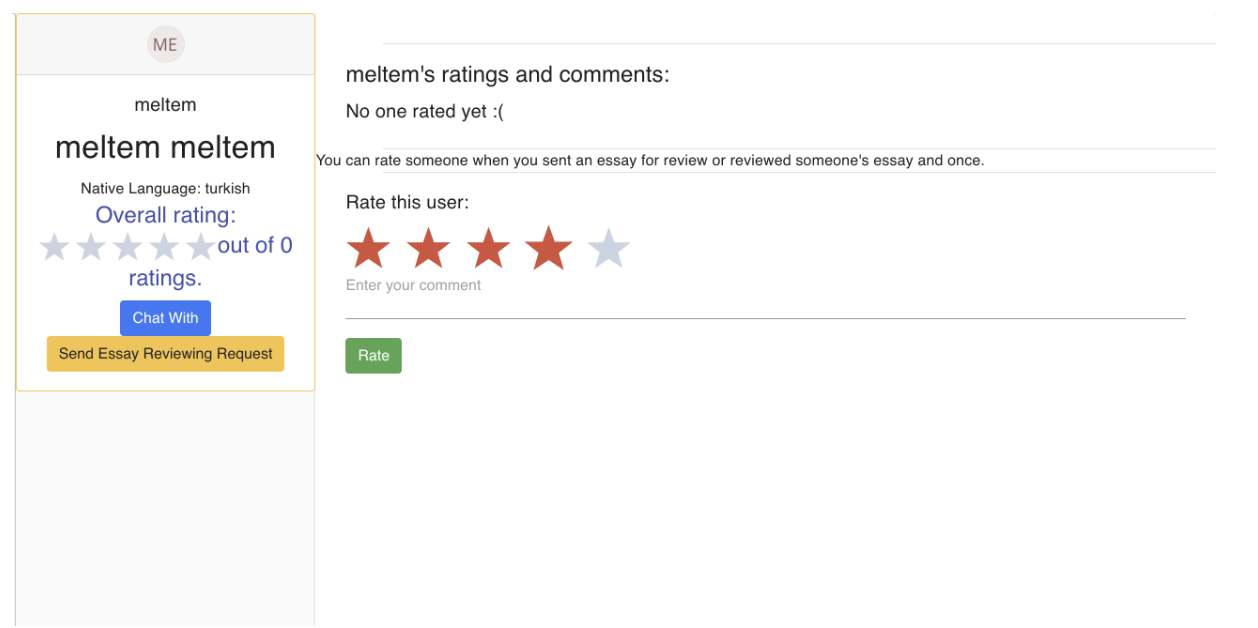 ME
meltem
meltem meltem
Native Language: turkish
Overall rating:
out of 0
ratings.
Chat With
Send Essay Reviewing Request
meltem's ratings and comments:
No one rated yet :(
You can rate someone when you sent an essay for review or reviewed someone's essay and once.
Rate this user:
Enter your comment
Rate